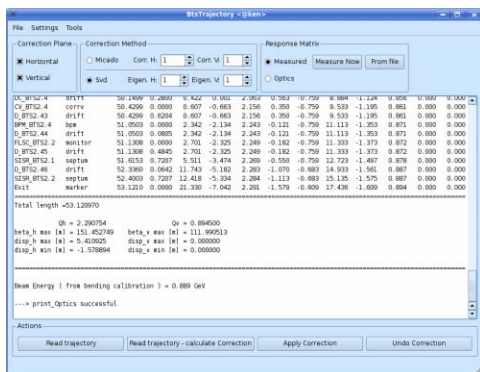 BtsTrajectory <@ken>
File Settings Tools
Correction Plane Correction Method Response Matrix
Horizontal Micado Corr. H: 1 Corr. V: 1 Measured Measure Now From file
Vertical Svd Eigen. H: 1 Eigen. V: 1 Optics
CV_BTS2.4 corrv 50.4299 0.0000 0.607 -0.663 2.156 0.350 -0.759 9.533 -1.195 0.861 0.000 0.000
D_BTS2.43 drift 50.4299 0.6204 0.607 -0.663 2.156 0.350 -0.759 9.533 -1.195 0.861 0.000 0.000
BPM_BTS2.4 bpm 51.0503 0.0000 2.342 -2.134 2.243 -0.121 -0.759 11.113 -1.353 0.871 0.000 0.000
D_BTS2.44 drift 51.0503 0.0805 2.342 -2.134 2.243 -0.121 -0.759 11.113 -1.353 0.871 0.000 0.000
FLSC_BTS2.2 monitor 51.1308 0.0000 2.701 -2.325 2.249 -0.182 -0.759 11.333 -1.373 0.872 0.000 0.000
D_BTS2.45 drift 51.1308 0.4845 2.701 -2.325 2.249 -0.182 -0.759 11.333 -1.373 0.872 0.000 0.000
SISR_BTS2.1 septum 51.6153 0.7207 5.511 -3.474 2.269 -0.550 -0.759 12.723 -1.497 0.878 0.000 0.000
D_BTS2.46 drift 52.3360 0.0642 11.743 -5.182 2.283 -1.070 -0.683 14.933 -1.561 0.887 0.000 0.000
SISR_BTS2.2 septum 52.4003 0.7207 12.418 -5.334 2.284 -1.113 -0.683 15.135 -1.575 0.887 0.000 0.000
Exit marker 53.1210 0.0000 21.330 -7.042 2.291 -1.579 -0.609 17.436 -1.609 0.894 0.000 0.000
Total length =53.120970
Qh = 2.290754 Qv = 0.894500
beta_h max [m] = 151.452749 beta_v max [m] = 111.990513
disp_h max [m] = 5.410925 disp_v max [m] = 0.000000
disp_h min [m] = -1.578894 disp_v min [m] = 0.000000
Beam Energy ( from bending calibration ) = 0.889 GeV
---> print_Optics successful
Actions
Read trajectory Read trajectory - calculate Correction Apply Correction Undo Correction